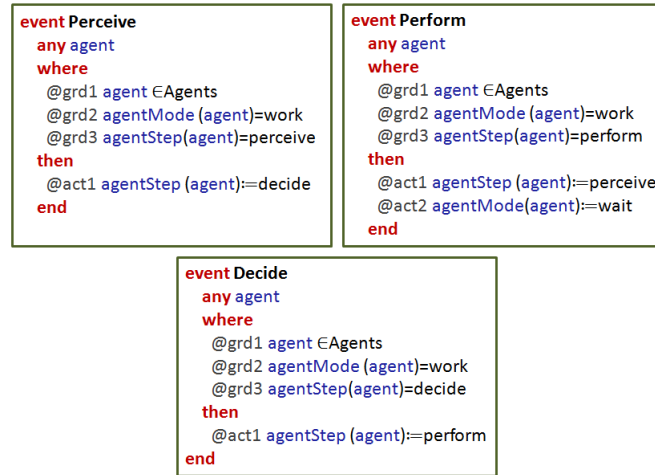 event Perceive
any agent
where
@grd1 agent ∈Agents
@grd2 agentMode (agent)=work
@grd3 agentStep(agent)=perceive
then
@act1 agentStep (agent):=decide
end
event Perform
any agent
where
@grd1 agent ∈Agents
@grd2 agentMode (agent)=work
@grd3 agentStep(agent)=perform
then
@act1 agentStep (agent):=perceive
@act2 agentMode(agent):=wait
end
event Decide
any agent
where
@grd1 agent ∈Agents
@grd2 agentMode (agent)=work
@grd3 agentStep(agent)=decide
then
@act1 agentStep (agent):=perform
end